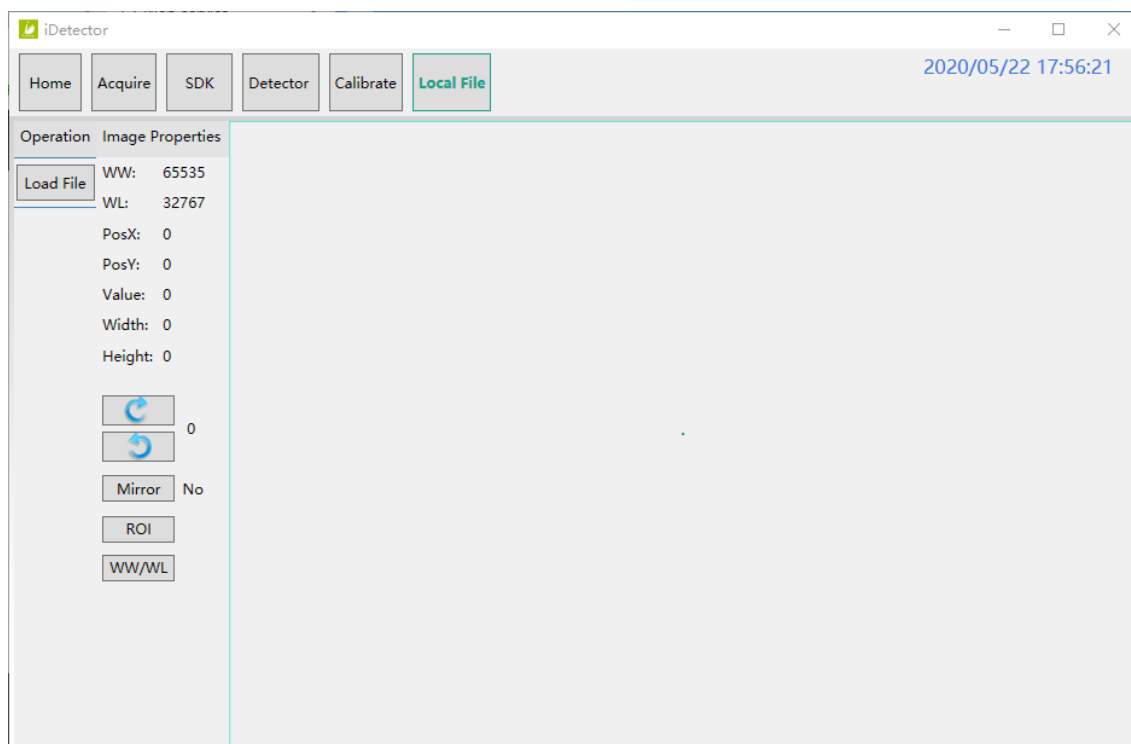 iDetector
Home Acquire SDK Detector Calibrate Local File 2020/05/22 17:56:21
Operation Image Properties
Load File
WW: 65535
WL: 32767
PosX: 0
PosY: 0
Value: 0
Width: 0
Height: 0
0
Mirror No
ROI
WW/WL